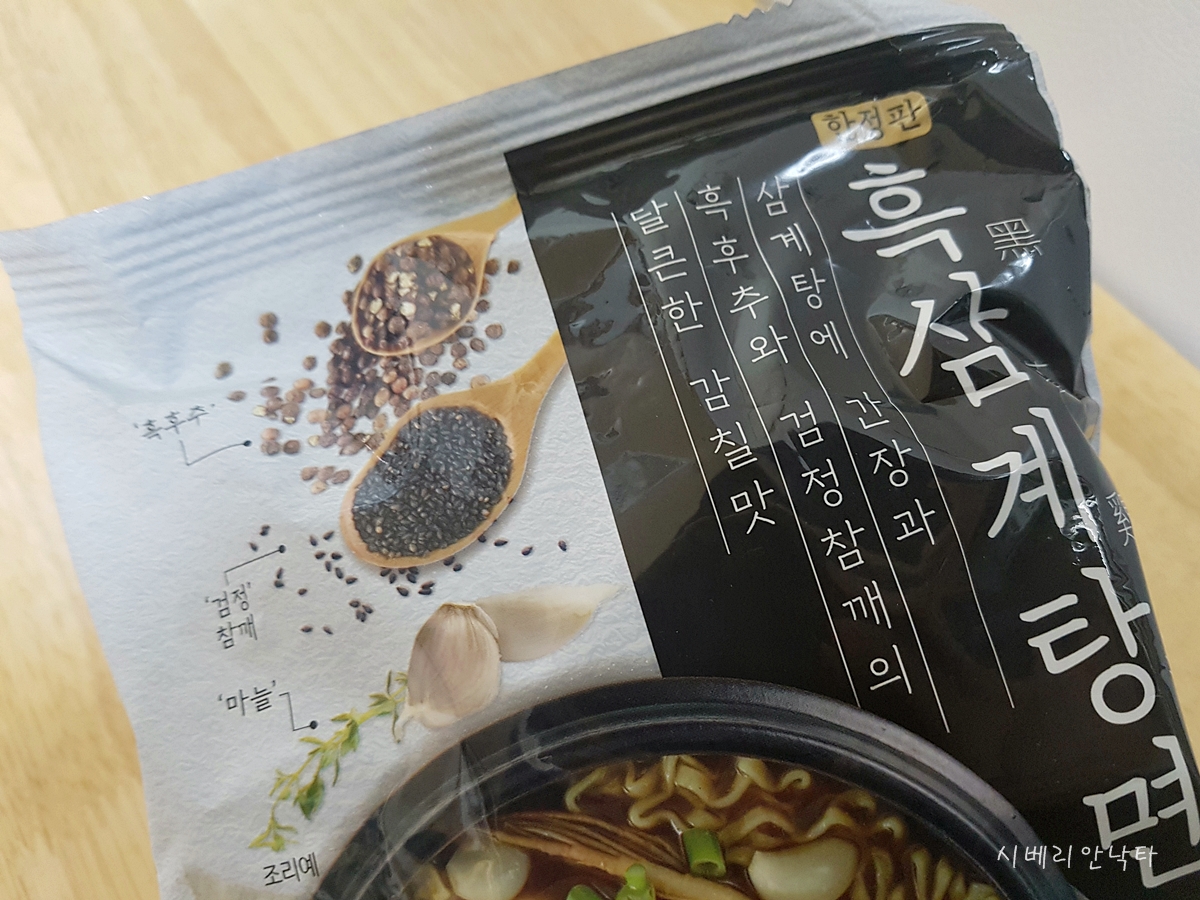 한정판
黑
흑삼계탕면
鷄
삼계탕에 간장과
흑후추와 검정참깨의
달큰한 감칠맛
'흑후추'
'검정'
참깨
'마늘'
조리예
시베리안낙타